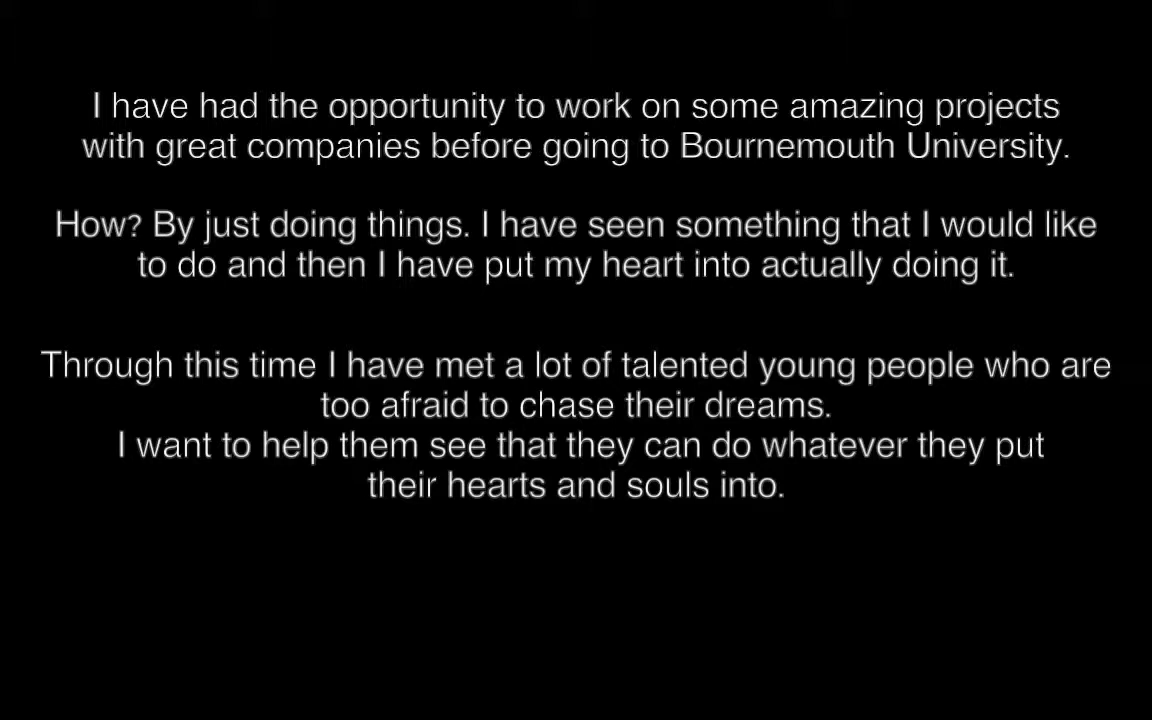 I have had the opportunity to work on some amazing projects
with great companies before going to Bournemouth University.
How? By just doing things. I have seen something that I would like
to do and then I have put my heart into actually doing it.
Through this time I have met a lot of talented young people who are
too afraid to chase their dreams.
I want to help them see that they can do whatever they put
their hearts and souls into.